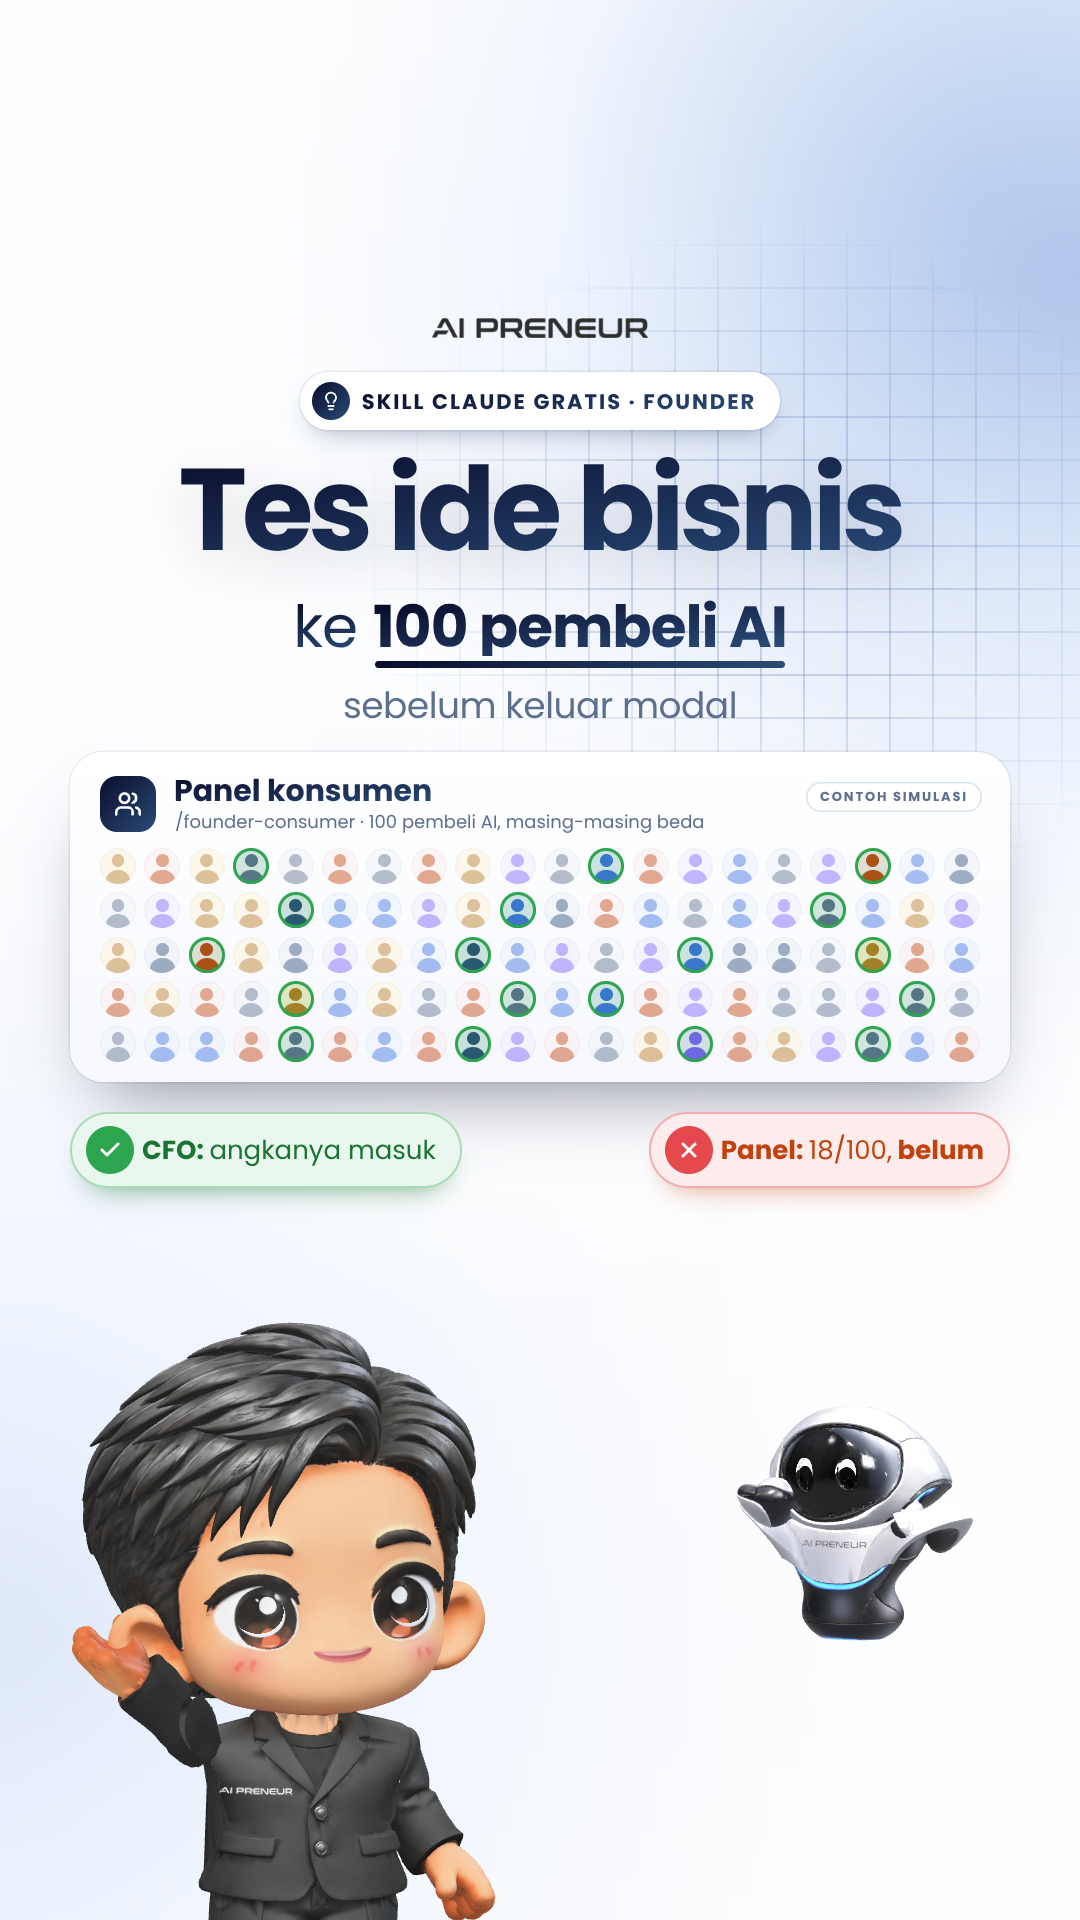 AI PRENEUR
SKILL CLAUDE GRATIS · FOUNDER
Tes ide bisnis
ke 100 pembeli AI
sebelum keluar modal
Panel konsumen
CONTOH SIMULASI
/founder-consumer · 100 pembeli AI, masing-masing beda
CFO: angkanya masuk
Panel: 18/100, belum
AI PRENEUR
AI PRENEUR